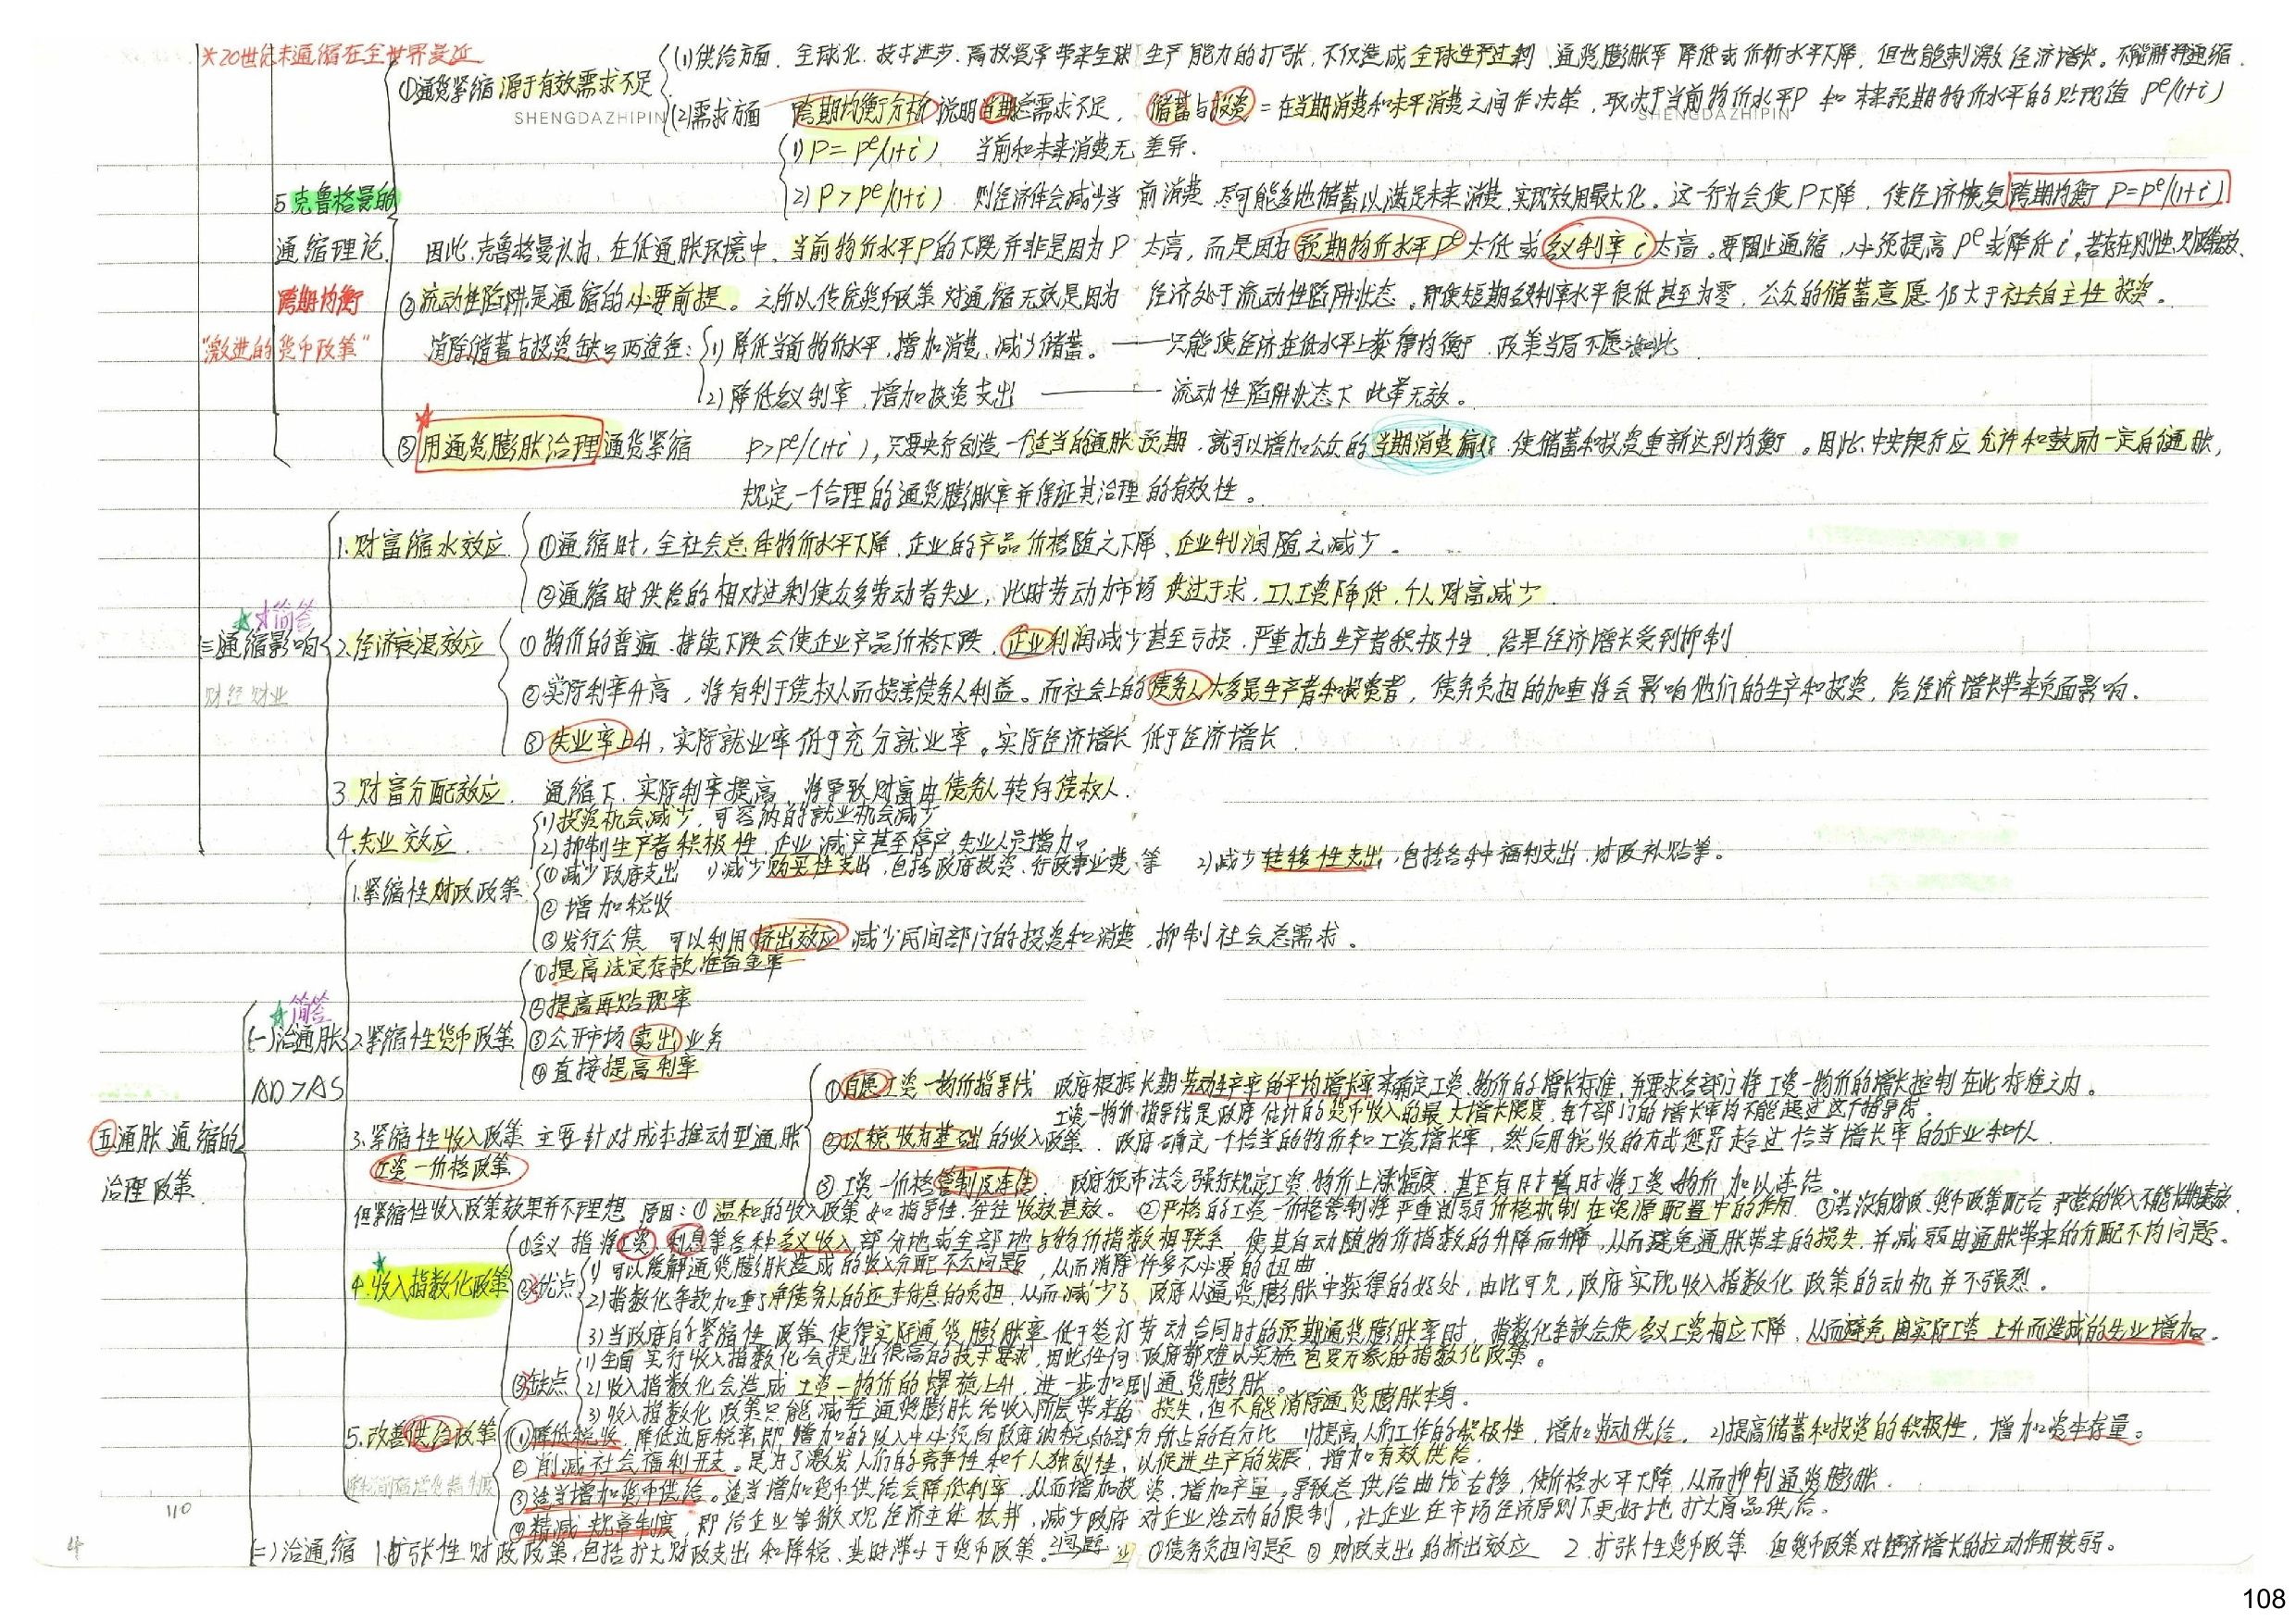 *20世纪末通缩在全世界蔓延
(1)供给方面、全球化、技术进步、高投资率带来全球生产能力的扩张,不仅造成全球生产过剩、通货膨胀率降低或价格水平下降,但也能刺激经济增长。不能解释通缩.
①通货紧缩源于有效需求不足
(2)需求方面 跨期均衡分析说明当期总需求不足, 储蓄与投资=在当期消费和未来消费之间作决策,取决于当前物价水平P和未来预期物价水平的贴现值 Pe/(1+i)
SHENGDAZHIPIN
SHENGDAZHIPIN
1) P=Pe/(1+i) 当前和未来消费无差异.
5.克鲁格曼的
2) P>Pe/(1+i) 则经济体会减少当前消费,尽可能多地储蓄以满足未来消费,实现效用最大化。这一行为会使P下降,使经济恢复跨期均衡 P=Pe/(1+i)
通缩理论.
因此,克鲁格曼认为,在低通胀环境中,当前物价水平P的下跌并非是因为P太高,而是因为预期物价水平Pe太低或名义利率i太高。要阻止通缩,必须提高Pe或降低i。若存在刚性,
跨期均衡
②流动性陷阱是通缩的必要前提。之所以传统货币政策对通缩无效是因为经济处于流动性陷阱状态。即使短期名义利率水平很低甚至为零,公众的储蓄意愿仍大于社会自主性投资。
"激进的货币政策"
消除储蓄与投资缺口两途径:
1) 降低当前物价水平,增加消费,减少储蓄。——只能使经济在低水平上获得均衡,政策当局不愿如此
2)降低名义利率,增加投资支出——流动性陷阱状态下此举无效。
③用通货膨胀治理通货紧缩 P>Pe/(1+i),只要央行创造一个适当的通胀预期,就可以增加公众的当期消费偏好,使储蓄和投资重新达到均衡。因此,中央银行应允许和鼓励一定的通胀,
规定一个合理的通货膨胀率并保证其治理的有效性。
1.财富缩水效应
①通缩时,全社会总体物价水平下降,企业的产品价格随之下降、企业利润随之减少。
②通缩时供给的相对过剩使众多劳动者失业,此时劳动力市场供过于求,工人工资降低,个人财富减少.
简答
三通缩影响
财经财业
2.经济衰退效应
①物价的普遍、持续下跌会使企业产品价格下跌,企业利润减少甚至亏损,严重打击生产者积极性,结果经济增长受到抑制
②实际利率升高,将有利于债权人而损害债务人利益。而社会上的债务人大多是生产者和投资者,债务负担的加重将会影响他们的生产和投资,给经济增长带来负面影响.
③失业率上升,实际就业率低于充分就业率。实际经济增长低于经济增长.
3.财富分配效应. 通缩下,实际利率提高,将导致财富由债务人转向债权人.
4.失业效应.
1)投资机会减少,可容纳的就业机会减少
2)抑制生产者积极性,企业减产甚至停产,失业人员增加。
1.紧缩性财政政策
①减少政府支出 1)减少购买性支出,包括政府投资、行政事业费等 2)减少转移性支出,包括各种福利支出、财政补贴等。
②增加税收
③发行公债 可以利用挤出效应减少民间部门的投资和消费,抑制社会总需求。
简答
(一)治通胀
AD>AS
2.紧缩性货币政策
①提高法定存款准备金率
②提高再贴现率
③公开市场卖出业务
④直接提高利率
五通胀通缩的
治理政策
3.紧缩性收入政策 主要针对成本推动型通胀
工资-价格政策
①自愿工资-物价指导线 政府根据长期劳动生产率的平均增长率来确定工资、物价的增长标准,并要求各部门将工资-物价的增长控制在此标准之内。
工资-物价指导线是政府估计的货币收入的最大增长限度,每个部门的增长率均不能超过这个指导线。
②以税收为基础的收入政策. 政府确定一个恰当的物价和工资增长率,然后用税收的方式惩罚超过恰当增长率的企业和个人.
③工资-价格管制及冻结 政府颁布法令强行规定工资、物价上涨幅度,甚至有时暂时将工资、物价加以冻结。
但紧缩性收入政策效果并不理想 原因:①温和的收入政策如指导性,往往收效甚微。②严格的工资-价格管制将严重削弱价格机制在资源配置中的作用 ③若没有财政、货币政策配合,严格的收入不能长期奏效.
4.收入指数化政策
①含义 指将工资、利息等各种名义收入部分地或全部地与物价指数相联系,使其自动随物价指数的升降而升降,从而避免通胀带来的损失,并减弱由通胀带来的分配不均问题。
②优点
1)可以缓解通货膨胀造成的收入分配不公问题,从而消除许多不必要的扭曲.
2)指数化条款加重了净债务人的还本付息的负担,从而减少了政府从通货膨胀中获得的好处,由此可见,政府实现收入指数化政策的动机并不强烈。
3)当政府的紧缩性政策使得实际通货膨胀率低于签订劳动合同时的预期通货膨胀率时,指数化条款会使名义工资相应下降,从而避免因实际工资上升而造成的失业增加。
③缺点
1)全面实行收入指数化会提出很高的技术要求,因此任何政府都难以实施包罗万象的指数化政策。
2)收入指数化会造成工资-物价的螺旋上升,进一步加剧通货膨胀。
3)收入指数化政策只能减轻通货膨胀给收入阶层带来的损失,但不能消除通货膨胀本身。
5.改善供给政策
①降低税收,降低边际税率,即增加的收入中必须向政府纳税的部分所占的百分比 1)提高人们工作的积极性,增加劳动供给. 2)提高储蓄和投资的积极性,增加资本存量。
②削减社会福利开支。是为了激发人们的竞争性和个人独创性,以促进生产的发展,增加有效供给.
③适当增加货币供给。适当增加货币供给会降低利率,从而增加投资,增加产量,导致总供给曲线右移,使价格水平下降,从而抑制通货膨胀.
④精减规章制度,即给企业等微观经济主体松绑,减少政府对企业活动的限制,让企业在市场经济原则下更好地扩大商品供给。
110
4
(二)治通缩 1.扩张性财政政策,包括扩大财政支出和降税,其时滞小于货币政策。问题 ①债务负担问题 ②财政支出的挤出效应 2.扩张性货币政策 但货币政策对经济增长的拉动作用较弱。
108